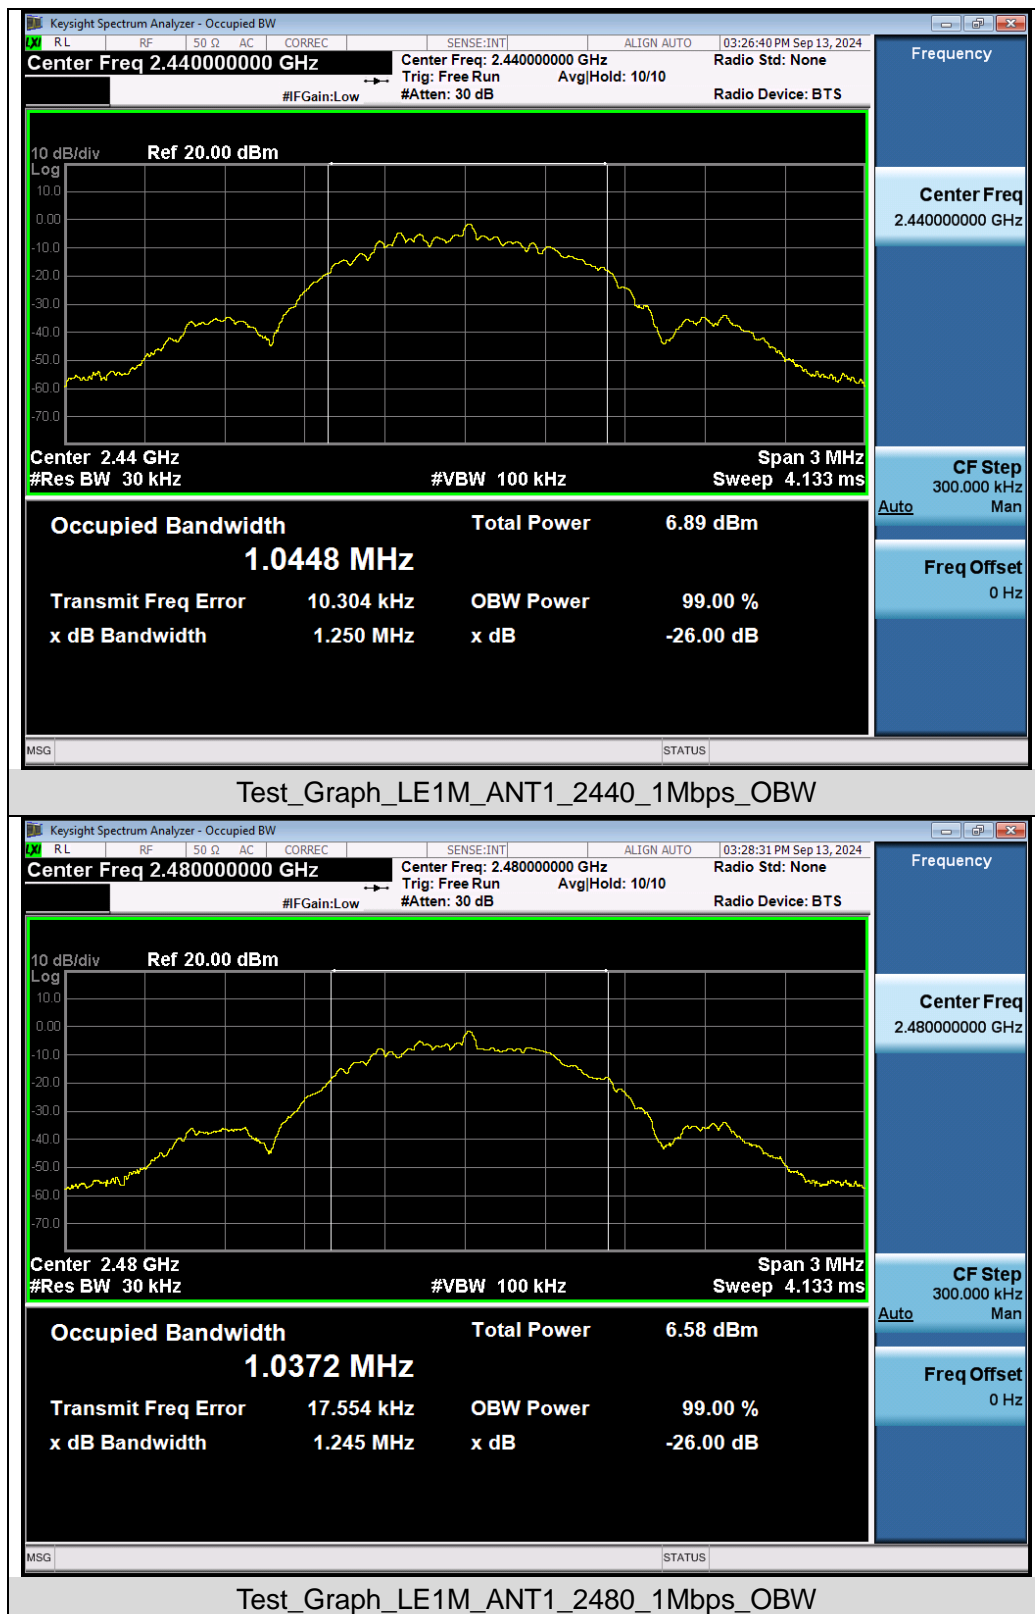 Keysight Spectrum Analyzer - Occupied BW
LXI RL RF 50 Ω AC CORREC SENSE:INT ALIGN AUTO 03:26:40 PM Sep 13, 2024
Center Freq 2.440000000 GHz
Center Freq: 2.440000000 GHz
Radio Std: None
Trig: Free Run Avg|Hold: 10/10
#IFGain:Low #Atten: 30 dB Radio Device: BTS
Frequency
10 dB/div Ref 20.00 dBm
Log
10.0
0.00
-10.0
-20.0
-30.0
-40.0
-50.0
-60.0
-70.0
Center 2.44 GHz Span 3 MHz
#Res BW 30 kHz #VBW 100 kHz Sweep 4.133 ms
Center Freq
2.440000000 GHz
CF Step
300.000 kHz
Auto Man
Freq Offset
0 Hz
Occupied Bandwidth Total Power 6.89 dBm
1.0448 MHz
Transmit Freq Error 10.304 kHz OBW Power 99.00 %
x dB Bandwidth 1.250 MHz x dB -26.00 dB
MSG STATUS
Test_Graph_LE1M_ANT1_2440_1Mbps_OBW
Keysight Spectrum Analyzer - Occupied BW
LXI RL RF 50 Ω AC CORREC SENSE:INT ALIGN AUTO 03:28:31 PM Sep 13, 2024
Center Freq 2.480000000 GHz
Center Freq: 2.480000000 GHz
Radio Std: None
Trig: Free Run Avg|Hold: 10/10
#IFGain:Low #Atten: 30 dB Radio Device: BTS
Frequency
10 dB/div Ref 20.00 dBm
Log
10.0
0.00
-10.0
-20.0
-30.0
-40.0
-50.0
-60.0
-70.0
Center 2.48 GHz Span 3 MHz
#Res BW 30 kHz #VBW 100 kHz Sweep 4.133 ms
Center Freq
2.480000000 GHz
CF Step
300.000 kHz
Auto Man
Freq Offset
0 Hz
Occupied Bandwidth Total Power 6.58 dBm
1.0372 MHz
Transmit Freq Error 17.554 kHz OBW Power 99.00 %
x dB Bandwidth 1.245 MHz x dB -26.00 dB
MSG STATUS
Test_Graph_LE1M_ANT1_2480_1Mbps_OBW